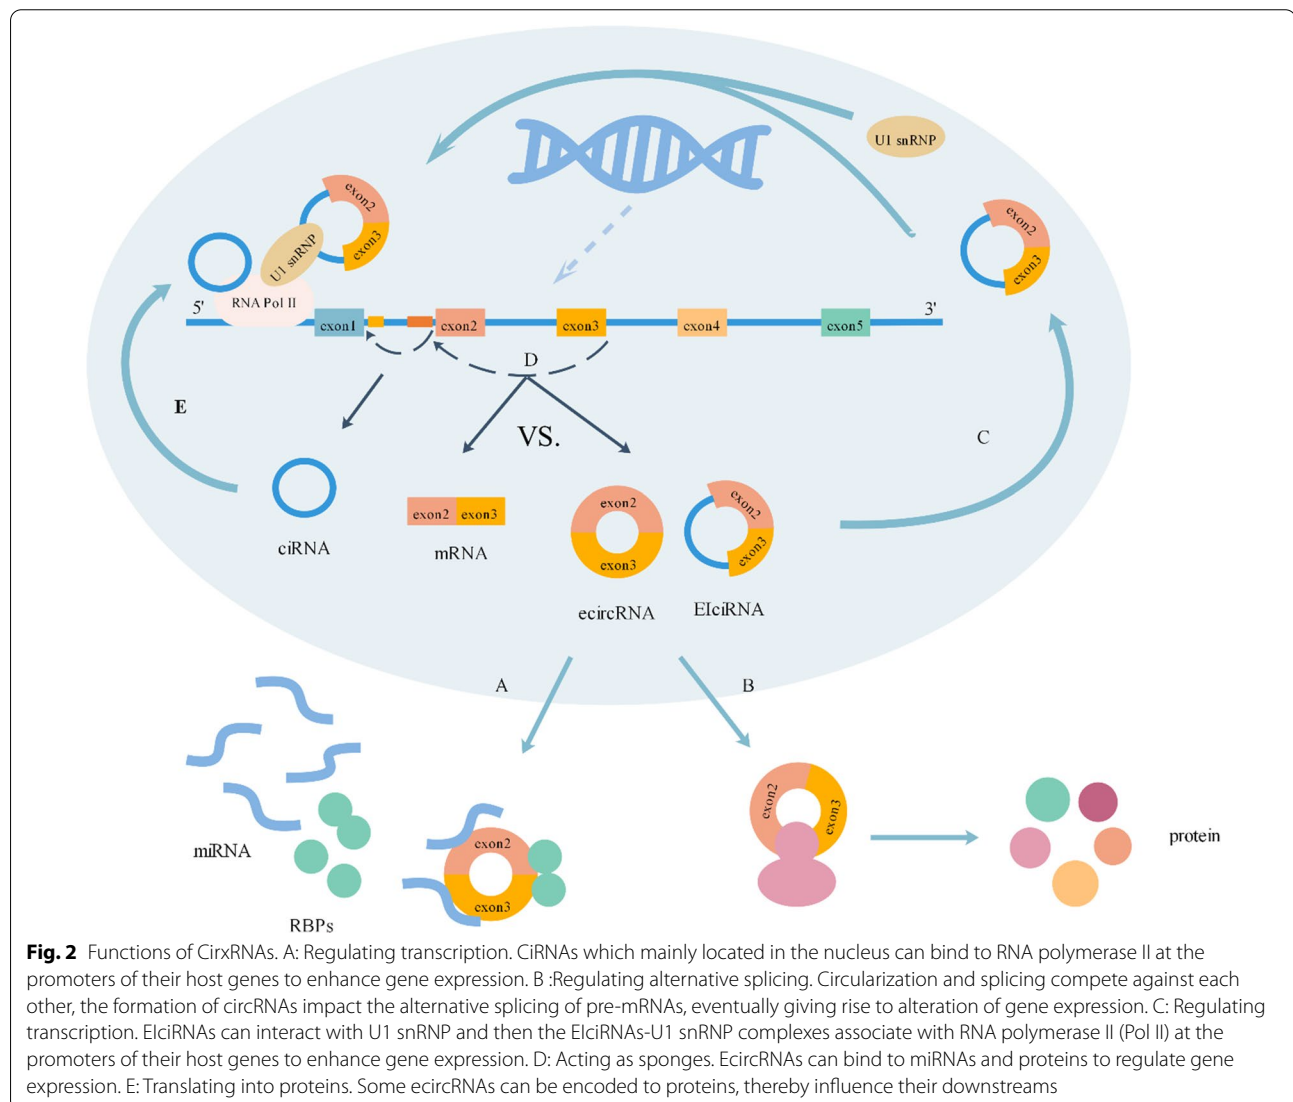 U1 snRNP
exon2
exon3
exon2
exon3
U1 snRNP
RNA Pol II
5'
3'
exon1
exon2
exon3
exon4
exon5
D
E
VS.
C
exon2
exon3
exon2
exon3
exon2
exon3
ciRNA
mRNA
ecircRNA
EIciRNA
A
B
miRNA
RBPs
exon2
exon3
exon2
exon3
protein
Fig. 2 Functions of CirxRNAs. A: Regulating transcription. CiRNAs which mainly located in the nucleus can bind to RNA polymerase II at the
promoters of their host genes to enhance gene expression. B :Regulating alternative splicing. Circularization and splicing compete against each
other, the formation of circRNAs impact the alternative splicing of pre-mRNAs, eventually giving rise to alteration of gene expression. C: Regulating
transcription. EIciRNAs can interact with U1 snRNP and then the EIciRNAs-U1 snRNP complexes associate with RNA polymerase II (Pol II) at the
promoters of their host genes to enhance gene expression. D: Acting as sponges. EcircRNAs can bind to miRNAs and proteins to regulate gene
expression. E: Translating into proteins. Some ecircRNAs can be encoded to proteins, thereby influence their downstreams